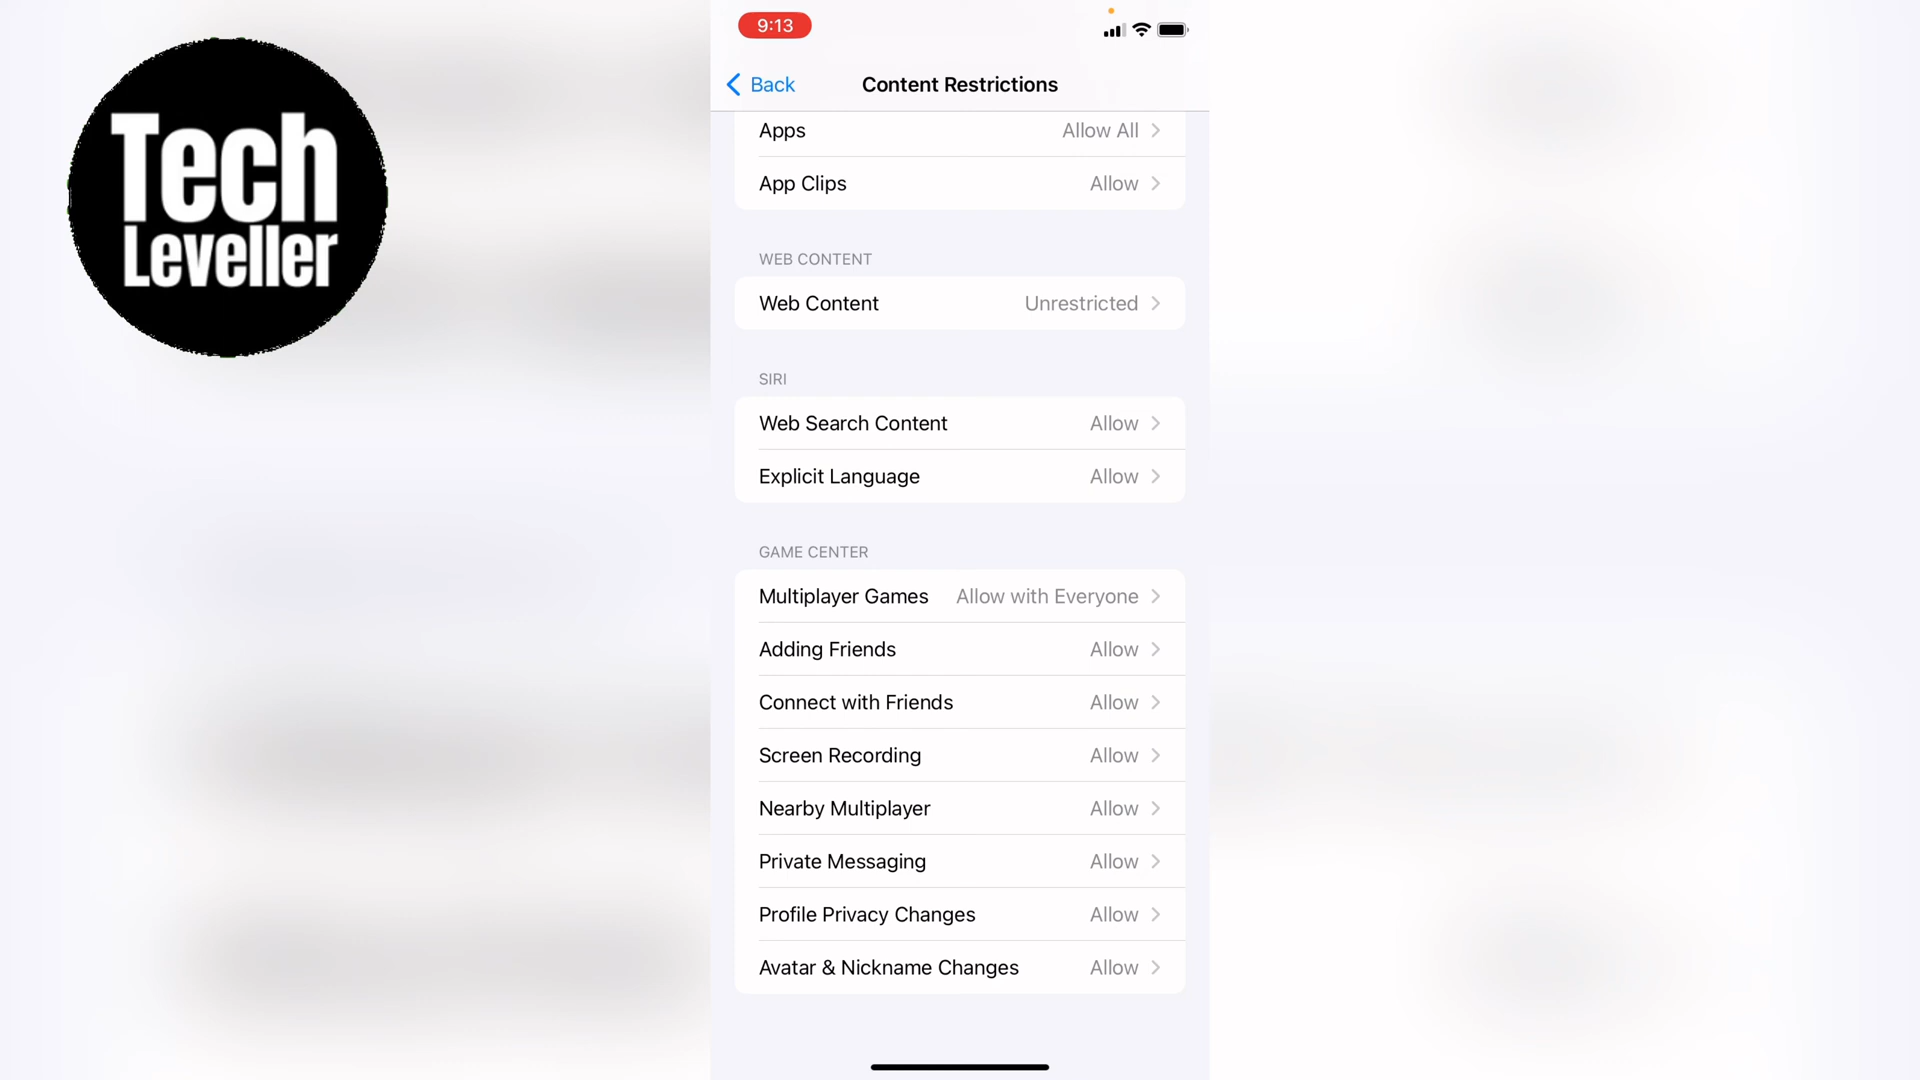 Tech
Leveller
9:13
Back
Content Restrictions
Apps Allow All
App Clips Allow
WEB CONTENT
Web Content Unrestricted
SIRI
Web Search Content Allow
Explicit Language Allow
GAME CENTER
Multiplayer Games Allow with Everyone
Adding Friends Allow
Connect with Friends Allow
Screen Recording Allow
Nearby Multiplayer Allow
Private Messaging Allow
Profile Privacy Changes Allow
Avatar & Nickname Changes Allow